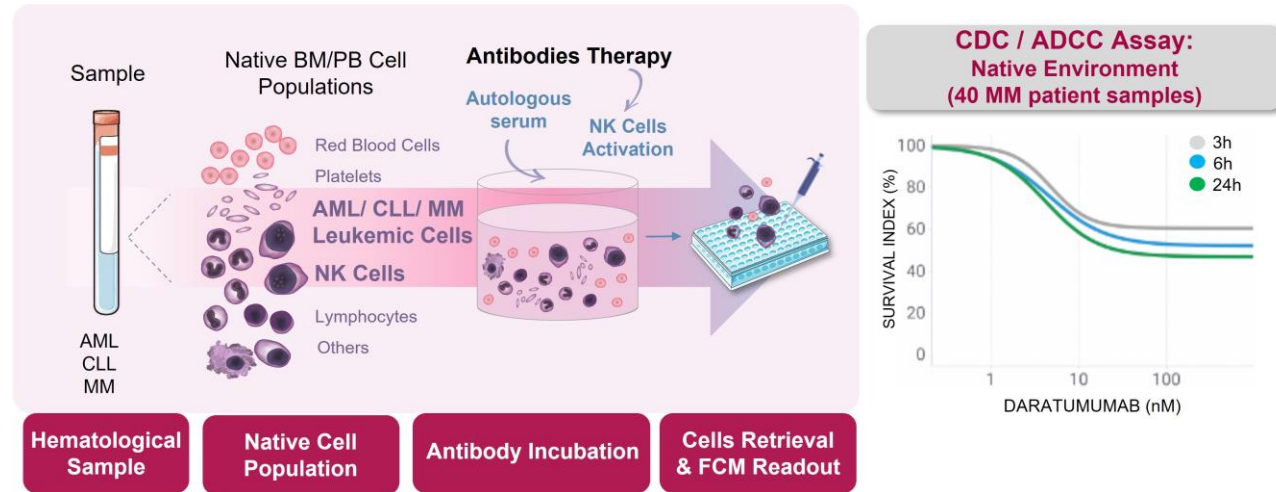 Sample
AML
CLL
MM
Native BM/PB Cell
Populations
Red Blood Cells
Platelets
AML/ CLL/ MM
Leukemic Cells
NK Cells
Lymphocytes
Others
Antibodies Therapy
Autologous
serum
NK Cells
Activation
Hematological
Sample
Native Cell
Population
Antibody Incubation
Cells Retrieval
& FCM Readout
CDC / ADCC Assay:
Native Environment
(40 MM patient samples)
SURVIVAL INDEX (%)
100
80
60
40
20
0
3h
6h
24h
1
10
100
DARATUMUMAB (nM)